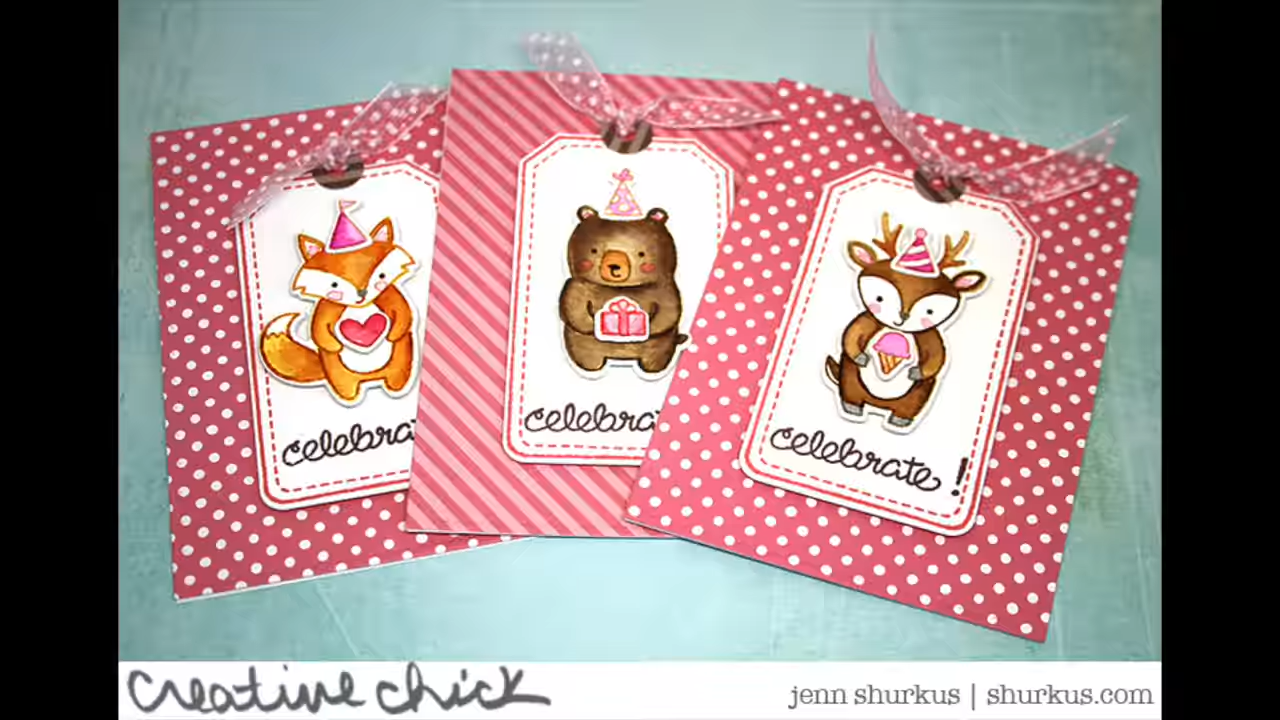 celebra
celebra
celebrate !
creative chick
jenn shurkus | shurkus.com